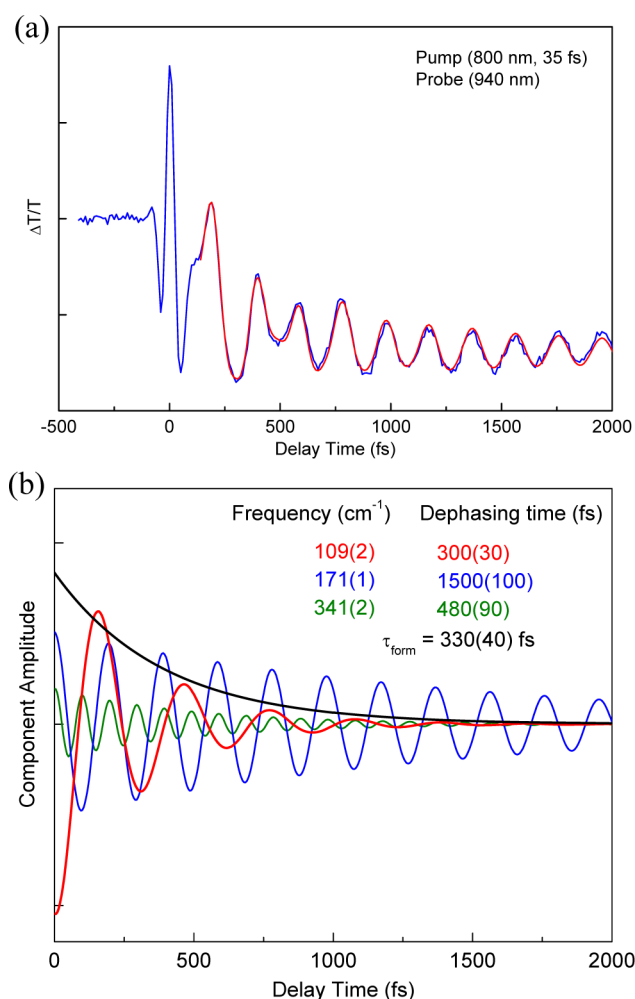 (a)
Pump (800 nm, 35 fs)
Probe (940 nm)
ΔT/T
-500 0 500 1000 1500 2000
Delay Time (fs)
(b)
Frequency (cm⁻¹) Dephasing time (fs)
109(2) 300(30)
171(1) 1500(100)
341(2) 480(90)
τ_form = 330(40) fs
Component Amplitude
0 500 1000 1500 2000
Delay Time (fs)